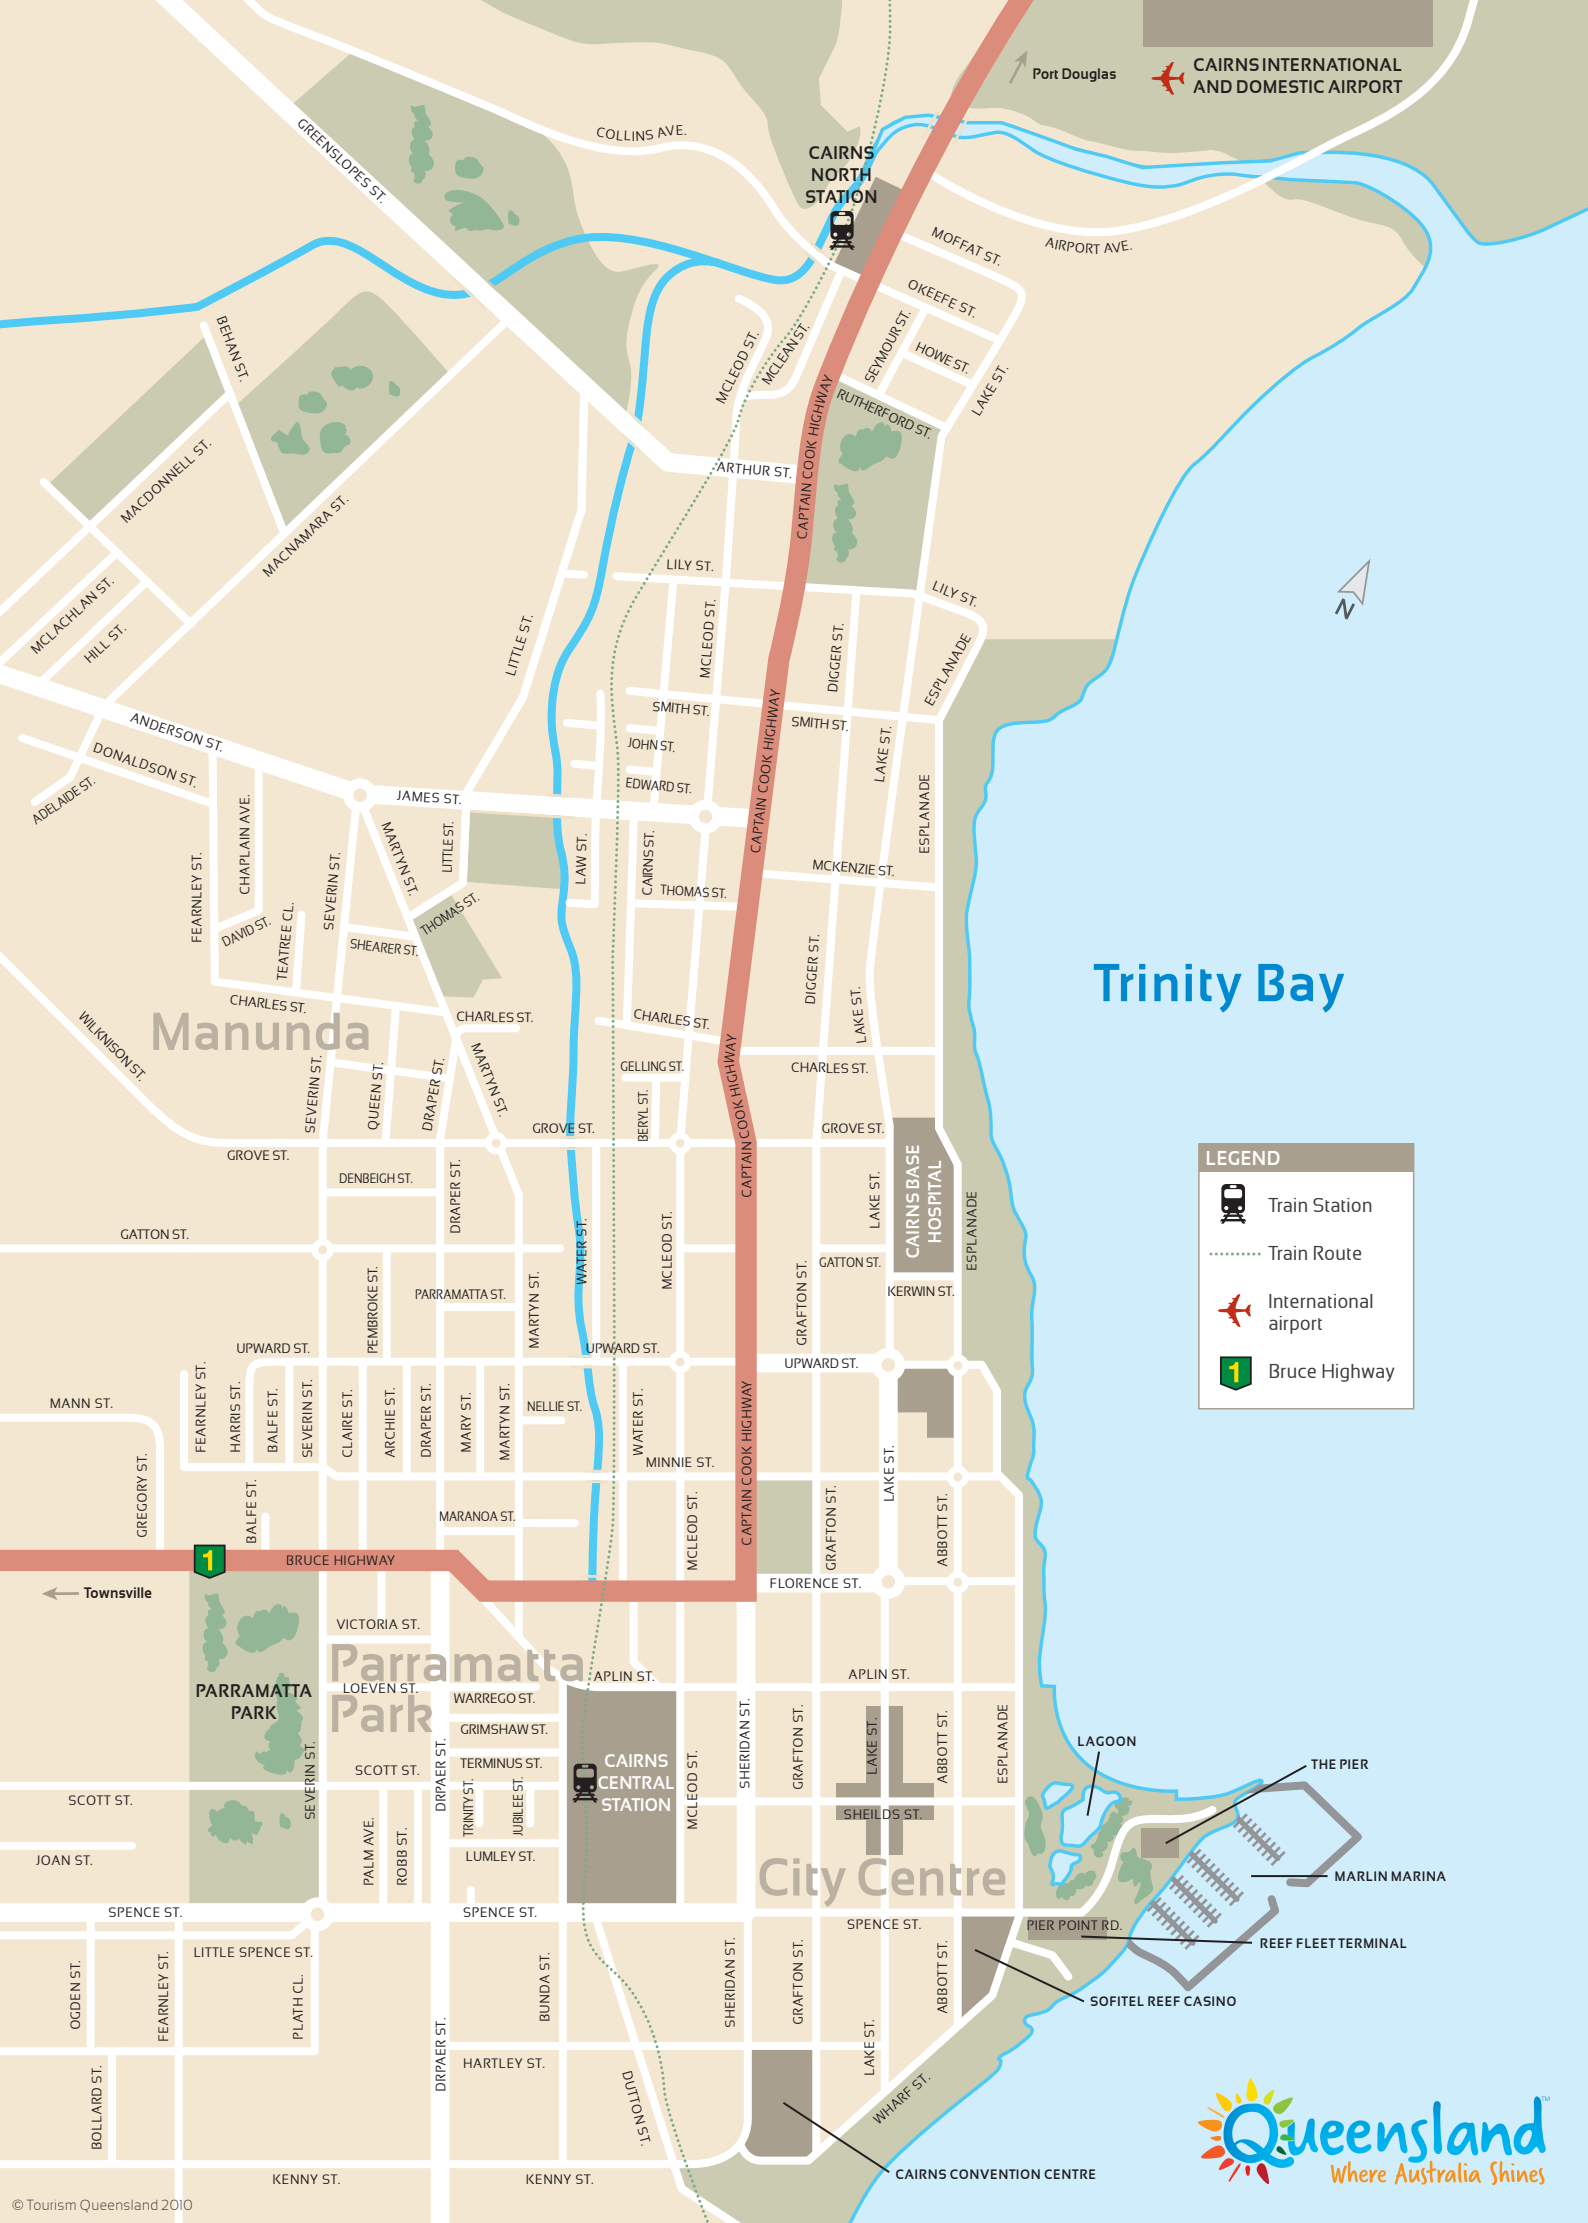 Port Douglas
CAIRNS INTERNATIONAL
AND DOMESTIC AIRPORT
GREENSLOPES ST.
COLLINS AVE.
CAIRNS
NORTH
STATION
MOFFAT ST.
AIRPORT AVE.
OKEEFE ST.
BEHAN ST.
MCLEOD ST.
MCLEAN ST.
SEYMOUR ST.
HOWE ST.
LAKE ST.
RUTHERFORD ST.
CAPTAIN COOK HIGHWAY
MACDONNELL ST.
ARTHUR ST.
MACNAMARA ST.
LILY ST.
LILY ST.
N
MCLACHLAN ST.
HILL ST.
LITTLE ST.
MCLEOD ST.
DIGGER ST.
ESPLANADE
ANDERSON ST.
SMITH ST.
SMITH ST.
CAPTAIN COOK HIGHWAY
DONALDSON ST.
JOHN ST.
LAKE ST.
ADELAIDE ST.
JAMES ST.
EDWARD ST.
ESPLANADE
CHAPLAIN AVE.
MARTYN ST.
LITTLE ST.
LAW ST.
CAIRNS ST.
MCKENZIE ST.
FEARNLEY ST.
SEVERIN ST.
THOMAS ST.
THOMAS ST.
DAVID ST.
TEATREE CL.
SHEARER ST.
DIGGER ST.
Trinity Bay
CHARLES ST.
CHARLES ST.
CHARLES ST.
LAKE ST.
Manunda
WILKNISON ST.
CAPTAIN COOK HIGHWAY
SEVERIN ST.
QUEEN ST.
DRAPER ST.
MARTYN ST.
GELLING ST.
CHARLES ST.
BERYL ST.
GROVE ST.
GROVE ST.
GROVE ST.
CAIRNS BASE
HOSPITAL
LEGEND
Train Station
Train Route
International
airport
1
Bruce Highway
DENBEIGH ST.
DRAPER ST.
CAPTAIN COOK HIGHWAY
LAKE ST.
ESPLANADE
GATTON ST.
WATER ST.
MCLEOD ST.
GATTON ST.
PEMBROKE ST.
PARRAMATTA ST.
MARTYN ST.
GRAFTON ST.
KERWIN ST.
UPWARD ST.
UPWARD ST.
UPWARD ST.
MANN ST.
FEARNLEY ST.
HARRIS ST.
BALFE ST.
SEVERIN ST.
CLAIRE ST.
ARCHIE ST.
DRAPER ST.
MARY ST.
MARTYN ST.
NELLIE ST.
WATER ST.
CAPTAIN COOK HIGHWAY
MINNIE ST.
LAKE ST.
GREGORY ST.
BALFE ST.
MARANOA ST.
MCLEOD ST.
GRAFTON ST.
ABBOTT ST.
1
BRUCE HIGHWAY
FLORENCE ST.
Townsville
VICTORIA ST.
Parramatta
Park
APLIN ST.
APLIN ST.
PARRAMATTA
PARK
LOEVEN ST.
WARREGO ST.
GRIMSHAW ST.
SHERIDAN ST.
GRAFTON ST.
LAKE ST.
ABBOTT ST.
ESPLANADE
LAGOON
THE PIER
SEVERIN ST.
SCOTT ST.
DRPAER ST.
TERMINUS ST.
CAIRNS
CENTRAL
STATION
MCLEOD ST.
SCOTT ST.
TRINITY ST.
JUBILEE ST.
SHEILDS ST.
JOAN ST.
PALM AVE.
ROBB ST.
LUMLEY ST.
City Centre
MARLIN MARINA
SPENCE ST.
SPENCE ST.
SPENCE ST.
PIER POINT RD.
REEF FLEET TERMINAL
LITTLE SPENCE ST.
OGDEN ST.
FEARNLEY ST.
PLATH CL.
BUNDA ST.
SHERIDAN ST.
GRAFTON ST.
ABBOTT ST.
SOFITEL REEF CASINO
DRPAER ST.
HARTLEY ST.
LAKE ST.
BOLLARD ST.
DUTTON ST.
WHARF ST.
CAIRNS CONVENTION CENTRE
KENNY ST.
KENNY ST.
Queensland
TM
Where Australia Shines
© Tourism Queensland 2010